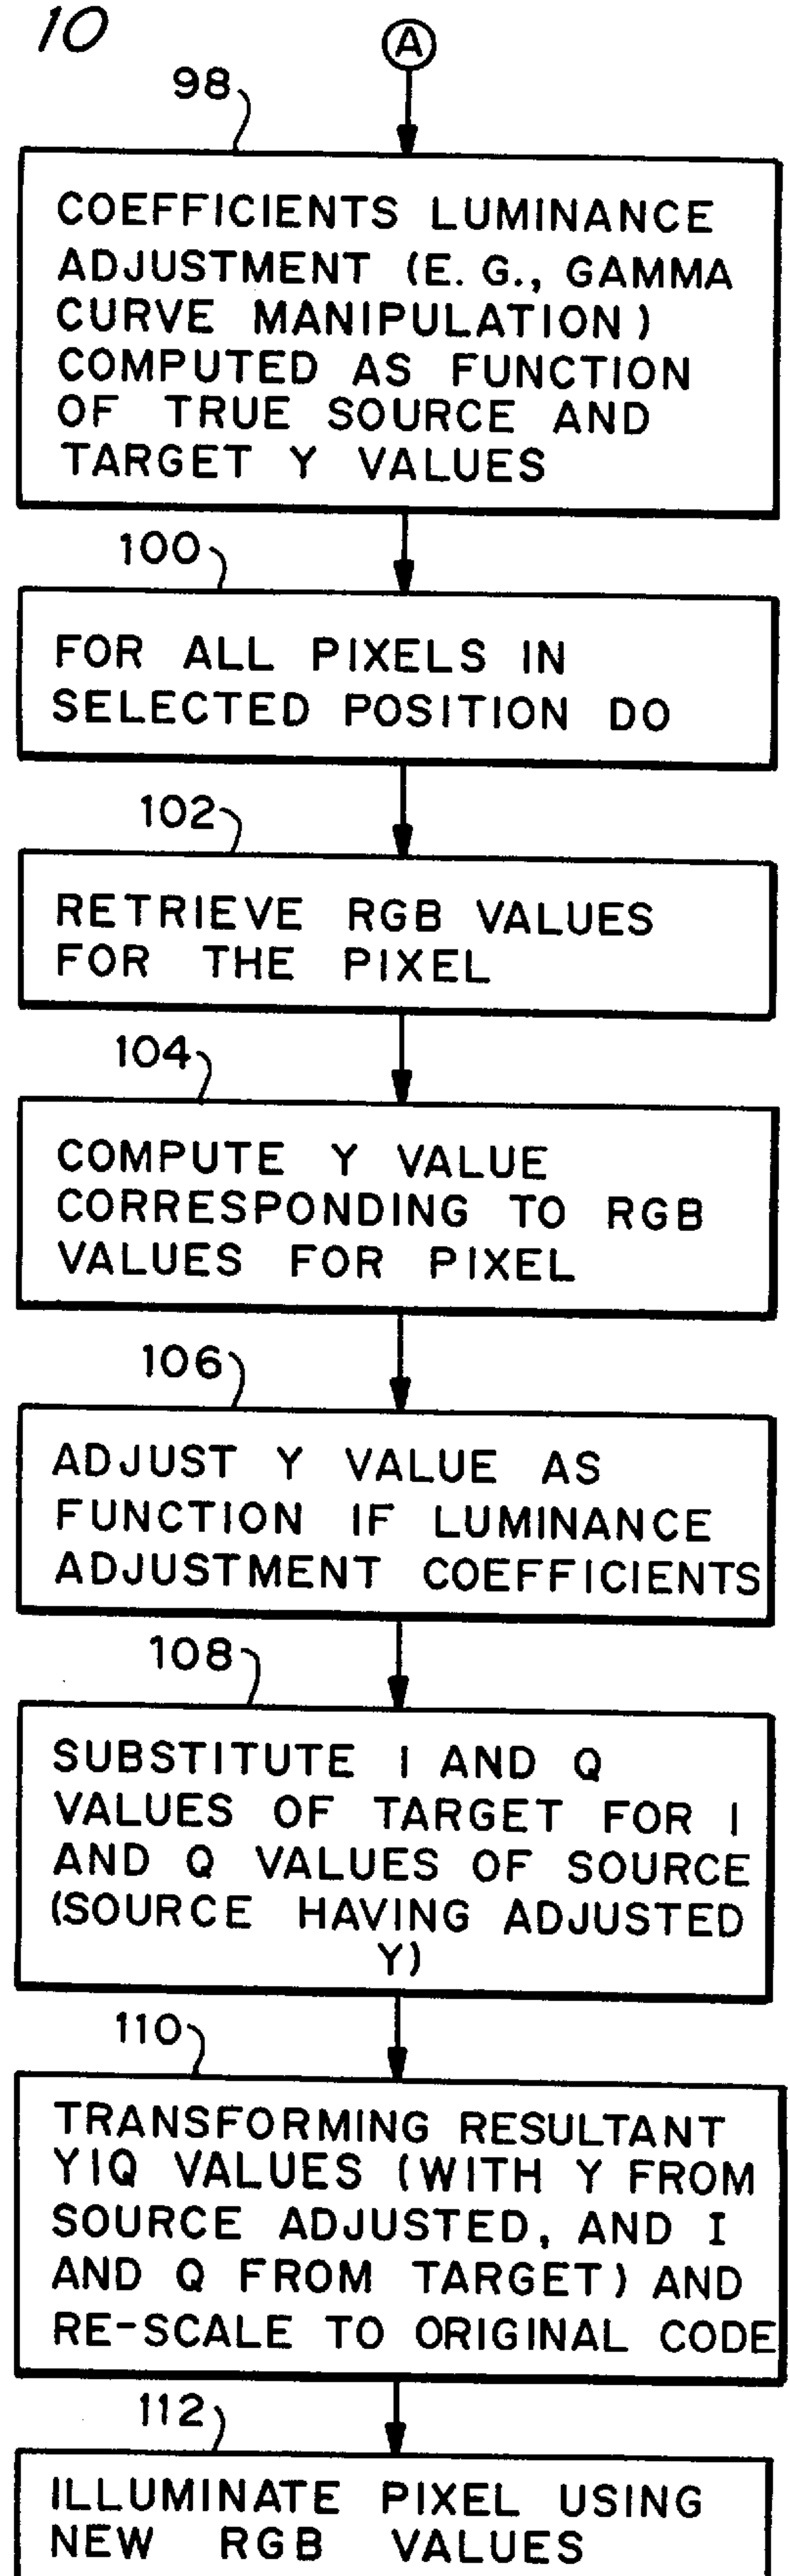 10
A
98
COEFFICIENTS LUMINANCE
ADJUSTMENT (E.G., GAMMA
CURVE MANIPULATION)
COMPUTED AS FUNCTION
OF TRUE SOURCE AND
TARGET Y VALUES
100
FOR ALL PIXELS IN
SELECTED POSITION DO
102
RETRIEVE RGB VALUES
FOR THE PIXEL
104
COMPUTE Y VALUE
CORRESPONDING TO RGB
VALUES FOR PIXEL
106
ADJUST Y VALUE AS
FUNCTION IF LUMINANCE
ADJUSTMENT COEFFICIENTS
108
SUBSTITUTE I AND Q
VALUES OF TARGET FOR I
AND Q VALUES OF SOURCE
(SOURCE HAVING ADJUSTED
Y)
110
TRANSFORMING RESULTANT
YIQ VALUES (WITH Y FROM
SOURCE ADJUSTED, AND I
AND Q FROM TARGET) AND
RE-SCALE TO ORIGINAL CODE
112
ILLUMINATE PIXEL USING
NEW RGB VALUES